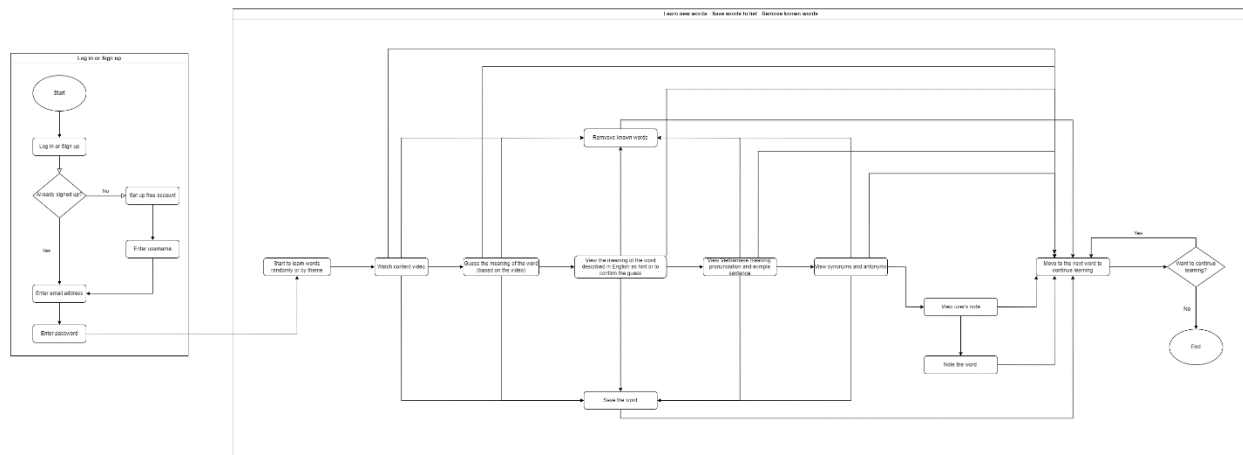 Learn new words Save words to list Remove known words
Log in or Sign up
Start
Log in or Sign up
Already signed up?
No
Set up free account
Yes
Enter username
Enter email address
Enter password
Start to learn words
randomly or by theme
Watch context video
Guess the meaning of the word
(based on the video)
Remove known words
View the meaning of the word
described in English as hint or to
confirm the guess
View Vietnamese meaning
pronunciation and example
sentence
View synonyms and antonyms
View user's note
Note the word
Save the word
Move to the next word to
continue learning
Yes
Want to continue
learning?
No
End